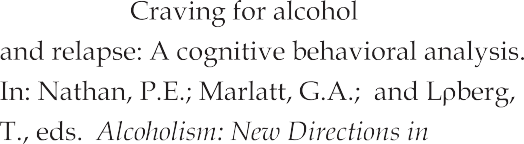 Craving for alcohol
and relapse: A cognitive behavioral analysis.
In: Nathan, P.E.; Marlatt, G.A.; and Lρberg,
T., eds. Alcoholism: New Directions in